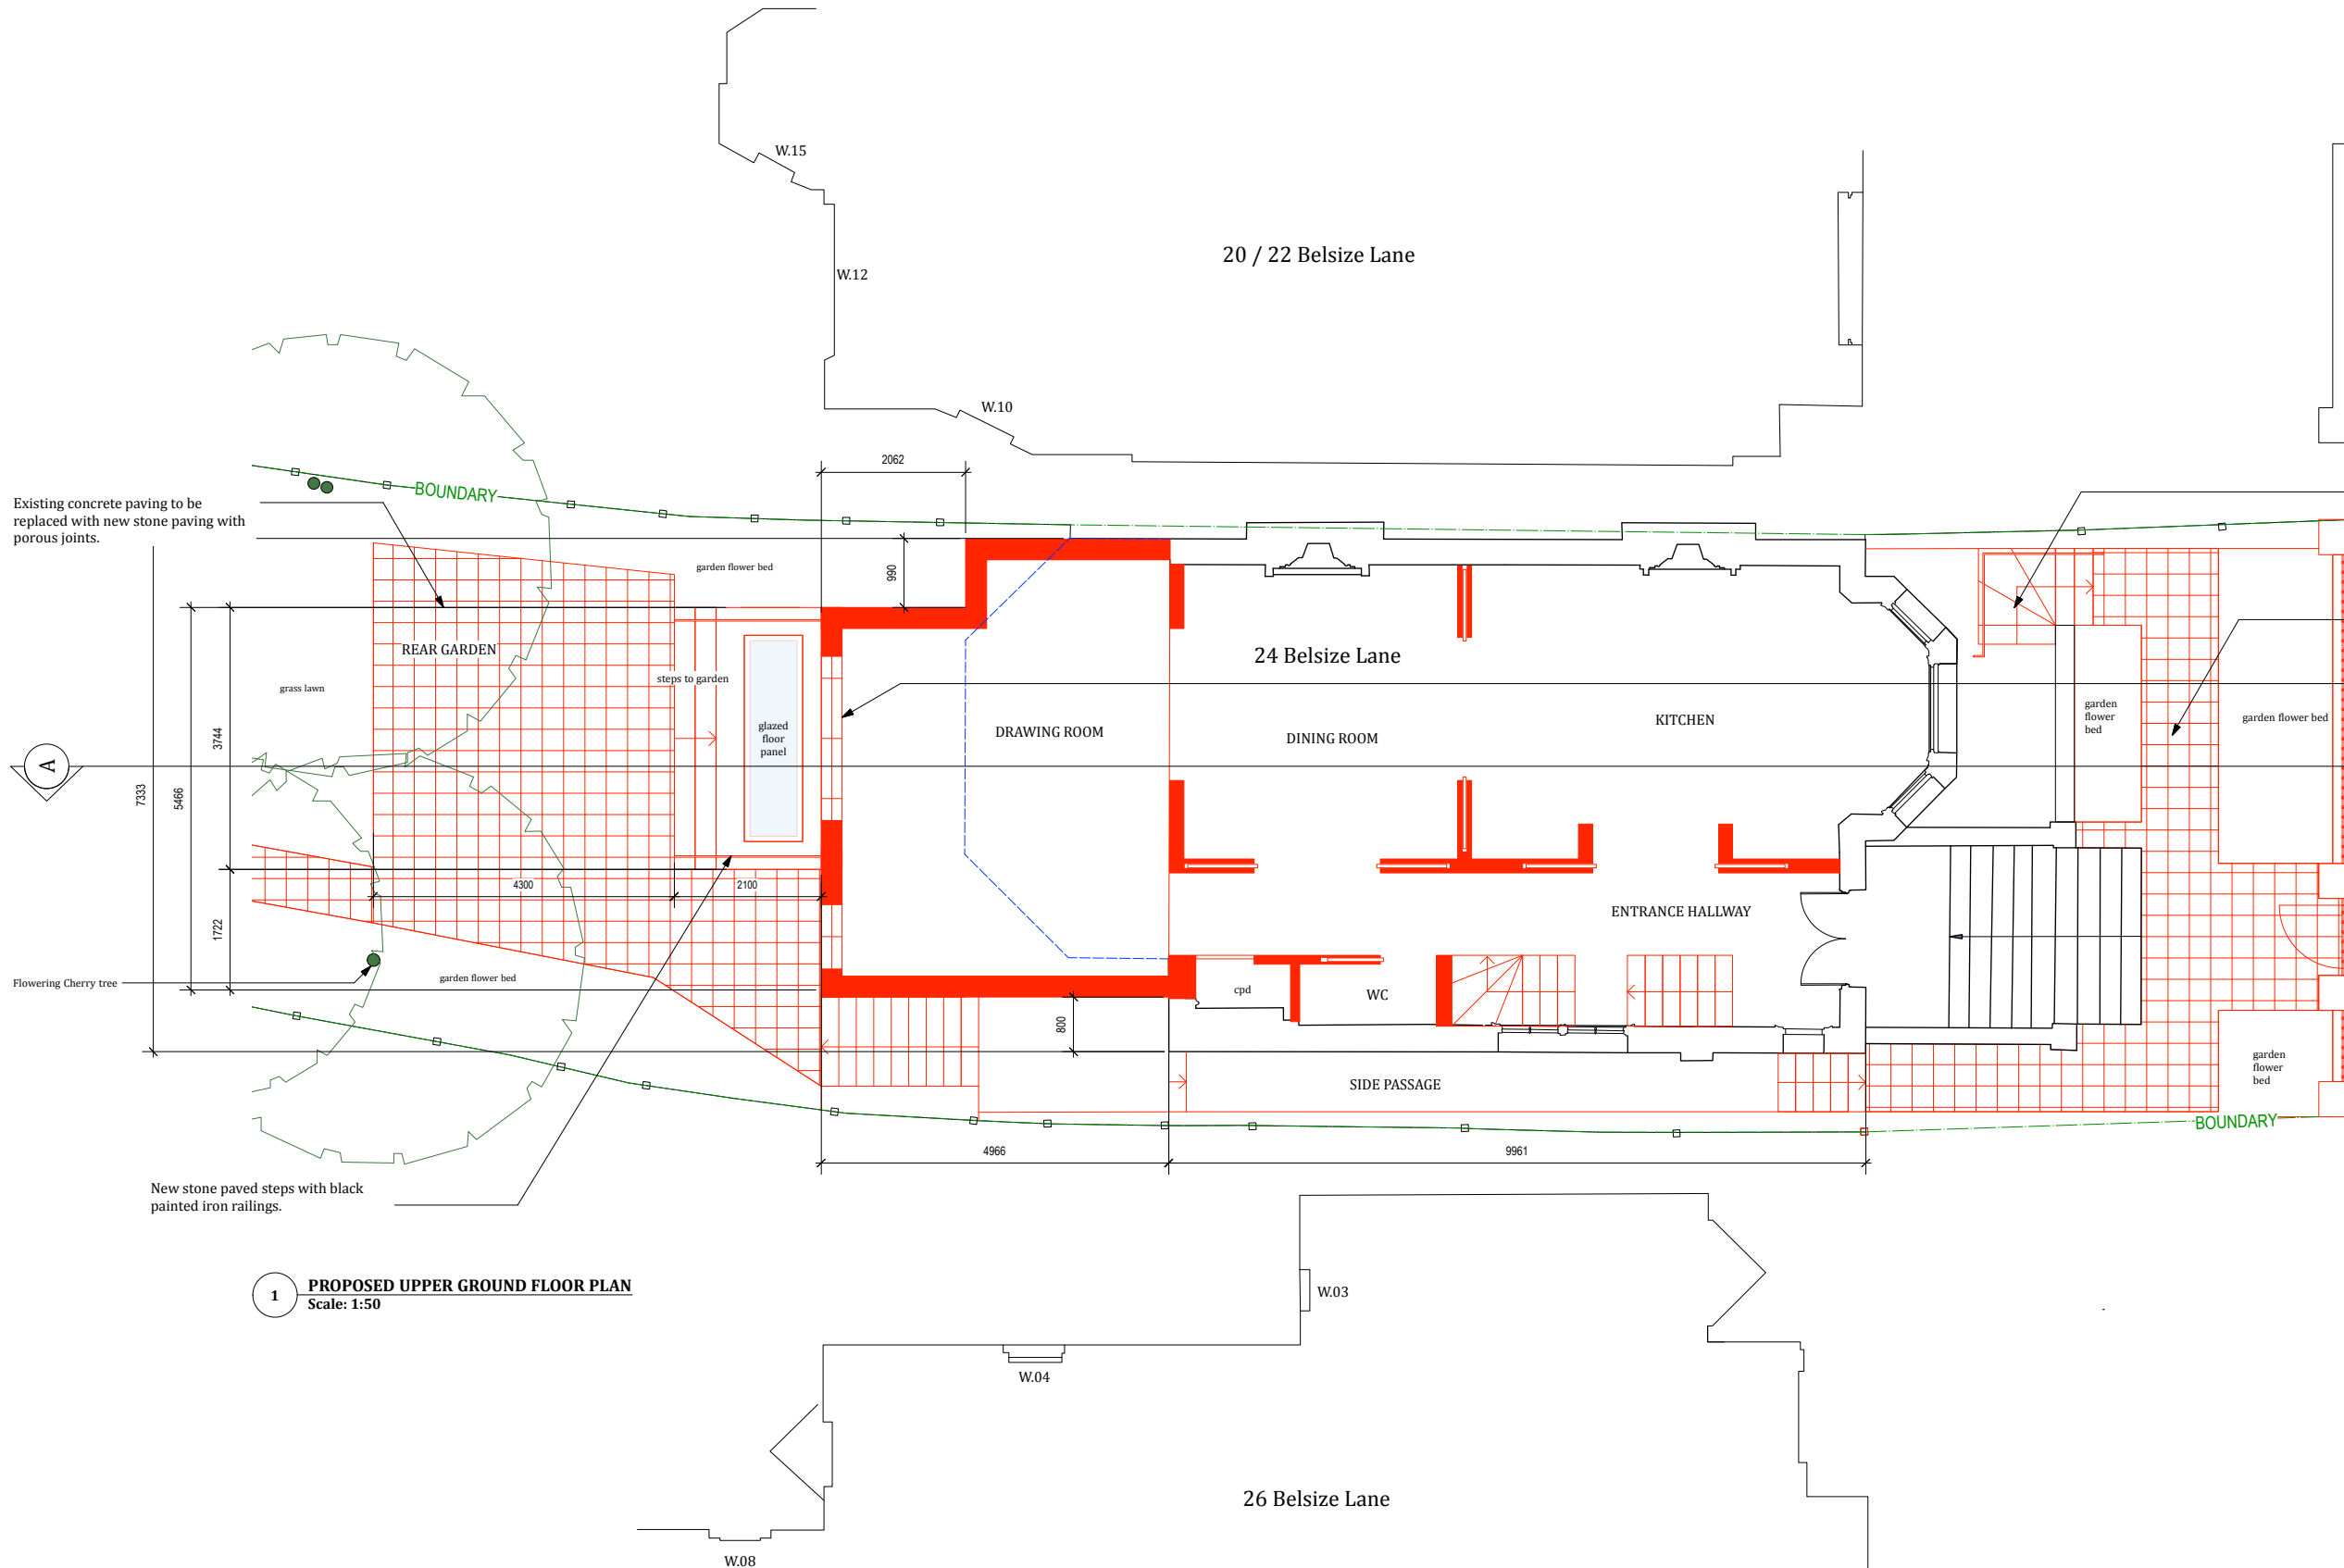 W.15
20 / 22 Belsize Lane
W.12
W.10
2062
BOUNDARY
Existing concrete paving to be
replaced with new stone paving with
porous joints.
garden flower bed
990
REAR GARDEN
24 Belsize Lane
steps to garden
grass lawn
glazed
floor
panel
DRAWING ROOM
DINING ROOM
KITCHEN
garden
flower
bed
garden flower bed
A
3744
5466
7333
4300
2100
1722
ENTRANCE HALLWAY
Flowering Cherry tree
garden flower bed
cpd
WC
800
SIDE PASSAGE
garden
flower
bed
BOUNDARY
4966
9961
New stone paved steps with black
painted iron railings.
1
PROPOSED UPPER GROUND FLOOR PLAN
Scale: 1:50
W.03
W.04
26 Belsize Lane
W.08